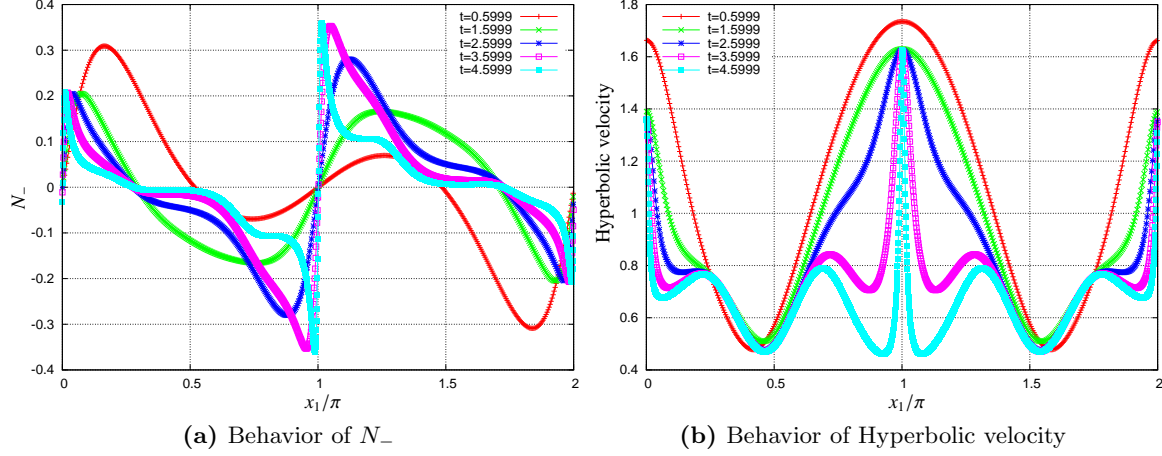 0.4
0.3
0.2
0.1
0
-0.1
-0.2
-0.3
-0.4
N_
0
0.5
1
1.5
2
x1/π
t=0.5999
t=1.5999
t=2.5999
t=3.5999
t=4.5999
(a) Behavior of N_
1.8
1.6
1.4
1.2
1
0.8
0.6
0.4
Hyperbolic velocity
0
0.5
1
1.5
2
x1/π
t=0.5999
t=1.5999
t=2.5999
t=3.5999
t=4.5999
(b) Behavior of Hyperbolic velocity